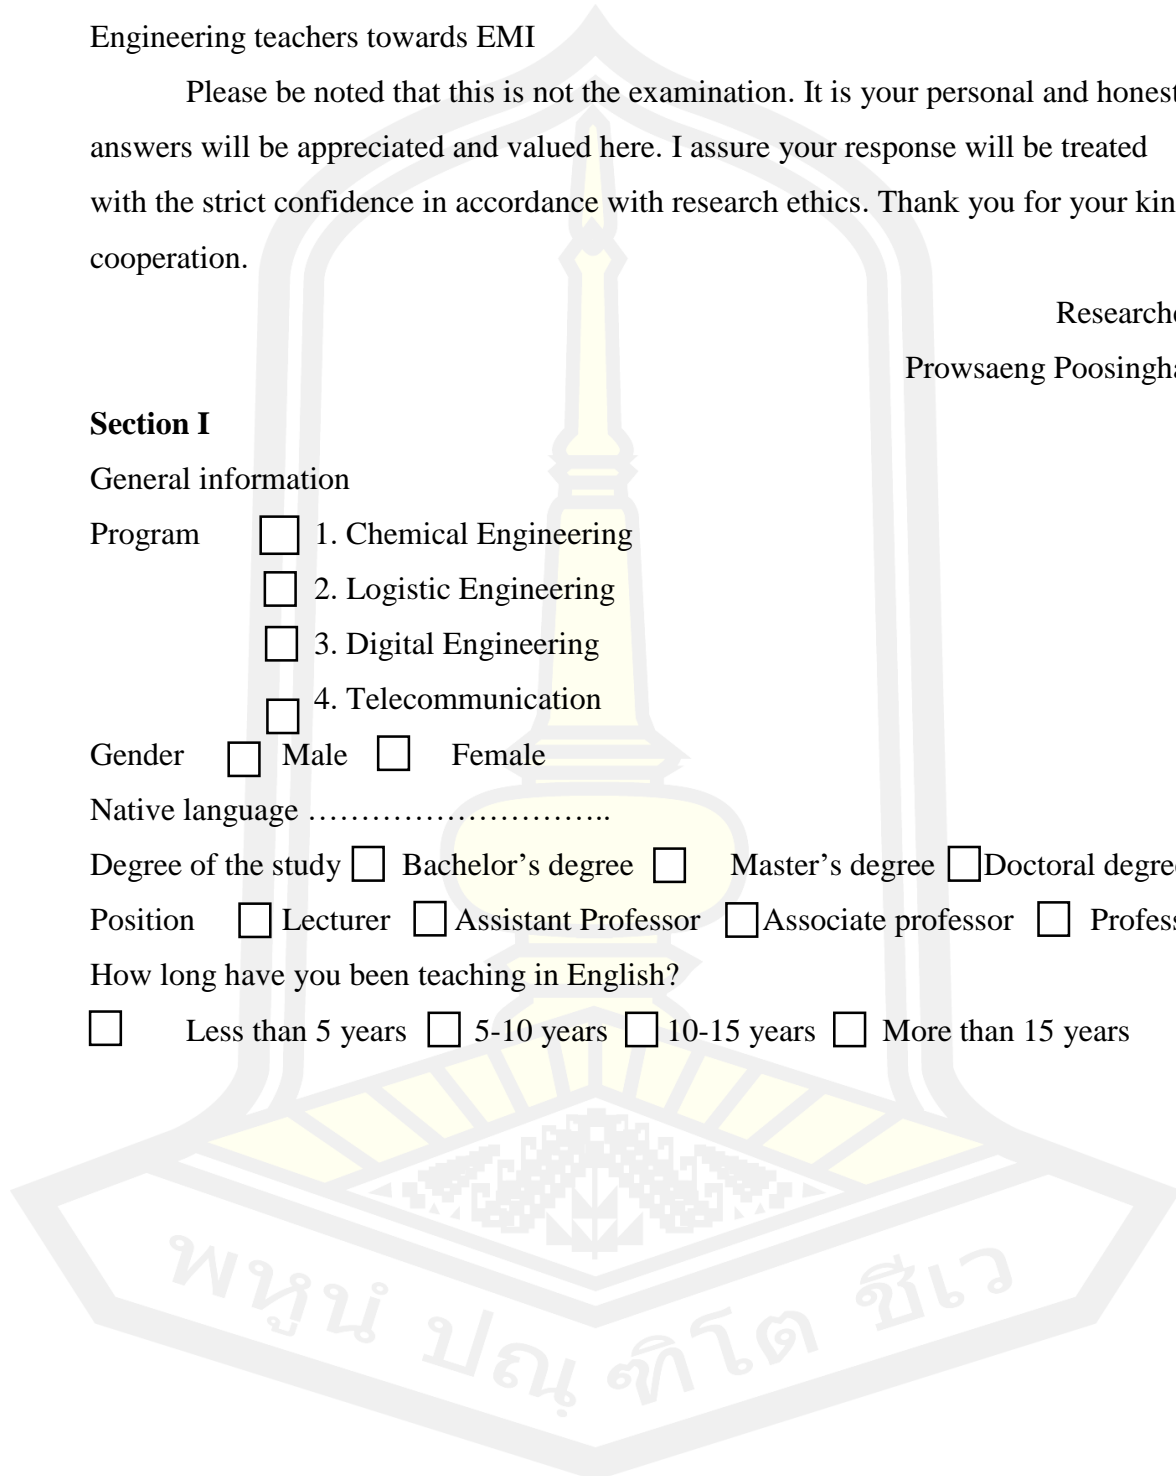 Engineering teachers towards EMI
Please be noted that this is not the examination. It is your personal and honest
answers will be appreciated and valued here. I assure your response will be treated
with the strict confidence in accordance with research ethics. Thank you for your kin
cooperation.
Researche
Prowsaeng Poosingha
Section I
General information
Program ☐ 1. Chemical Engineering
☐ 2. Logistic Engineering
☐ 3. Digital Engineering
☐ 4. Telecommunication
Gender ☐ Male ☐ Female
Native language ………………………..
Degree of the study ☐ Bachelor’s degree ☐ Master’s degree ☐ Doctoral degree
Position ☐ Lecturer ☐ Assistant Professor ☐ Associate professor ☐ Profess
How long have you been teaching in English?
☐ Less than 5 years ☐ 5-10 years ☐ 10-15 years ☐ More than 15 years
พหูนํ ปณฺฑิโต ชีเว